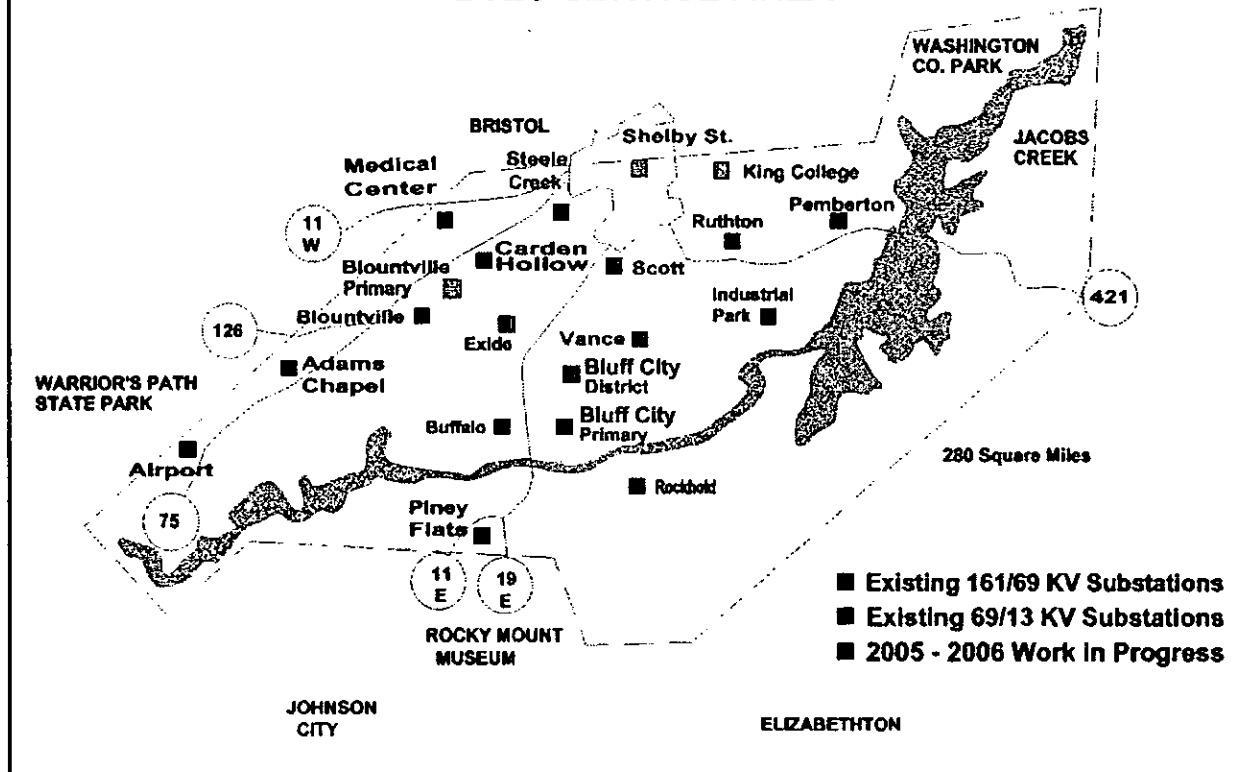 WASHINGTON
CO. PARK
BRISTOL
Shelby St.
JACOBS
CREEK
Medical
Center
Steele
Creek
King College
Pemberton
Ruthton
11
W
Carden
Hollow
Scott
Blountville
Primary
Industrial
Park
421
126
Blountville
Exide
Vance
Adams
Chapel
Bluff City
District
WARRIOR'S PATH
STATE PARK
Buffalo
Bluff City
Primary
280 Square Miles
Airport
Rockhold
75
Piney
Flats
11
E
19
E
■ Existing 161/69 KV Substations
■ Existing 69/13 KV Substations
■ 2005 - 2006 Work in Progress
ROCKY MOUNT
MUSEUM
JOHNSON
CITY
ELIZABETHTON